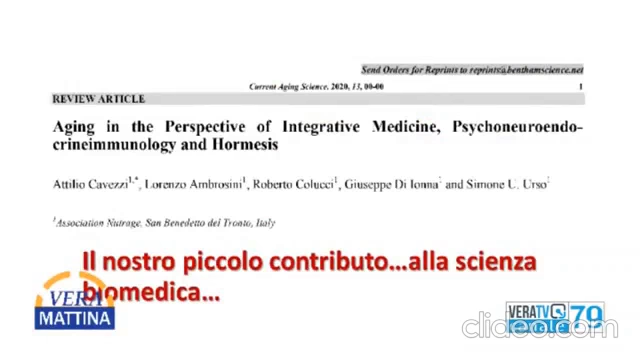 Send Orders for Reprints to reprints@benthamscience.net
Current Aging Science, 2020, 13, 00-00
1
REVIEW ARTICLE
Aging in the Perspective of Integrative Medicine, Psychoneuroendo-
crineimmunology and Hormesis
Attilio Cavezzi1,*, Lorenzo Ambrosini1, Roberto Colucci1, Giuseppe Di Ionna1 and Simone U. Urso1
1Association Nutrage, San Benedetto del Tronto, Italy
Il nostro piccolo contributo…alla scienza
biomedica…
VERA
MATTINA
VERATV
canale 79
clideo.com